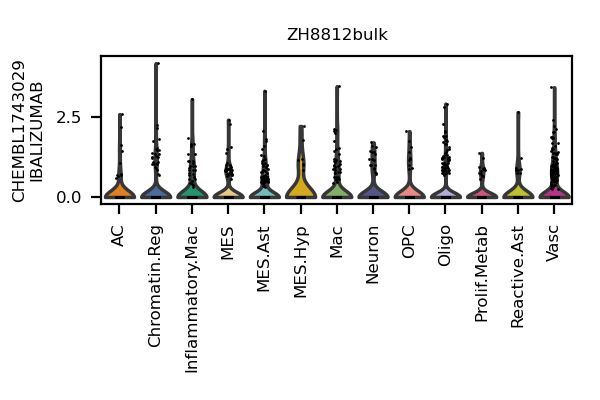 ZH8812bulk
CHEMBL1743029
IBALIZUMAB
2.5
0.0
AC
Chromatin.Reg
Inflammatory.Mac
MES
MES.Ast
MES.Hyp
Mac
Neuron
OPC
Oligo
Prolif.Metab
Reactive.Ast
Vasc